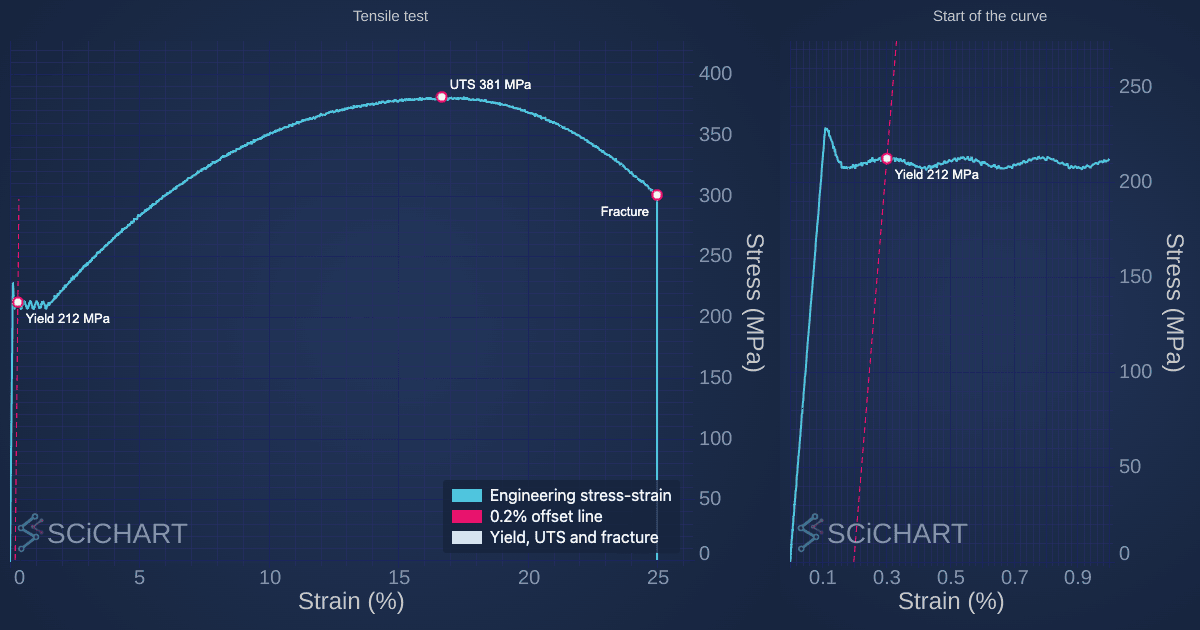 Tensile test
UTS 381 MPa
Yield 212 MPa
Fracture
400
350
300
250
200
150
100
50
0
Stress (MPa)
0 5 10 15 20 25
Strain (%)
Engineering stress-strain
0.2% offset line
Yield, UTS and fracture
SCiCHART
Start of the curve
Yield 212 MPa
250
200
150
100
50
0
Stress (MPa)
0.1 0.3 0.5 0.7 0.9
Strain (%)
SCiCHART